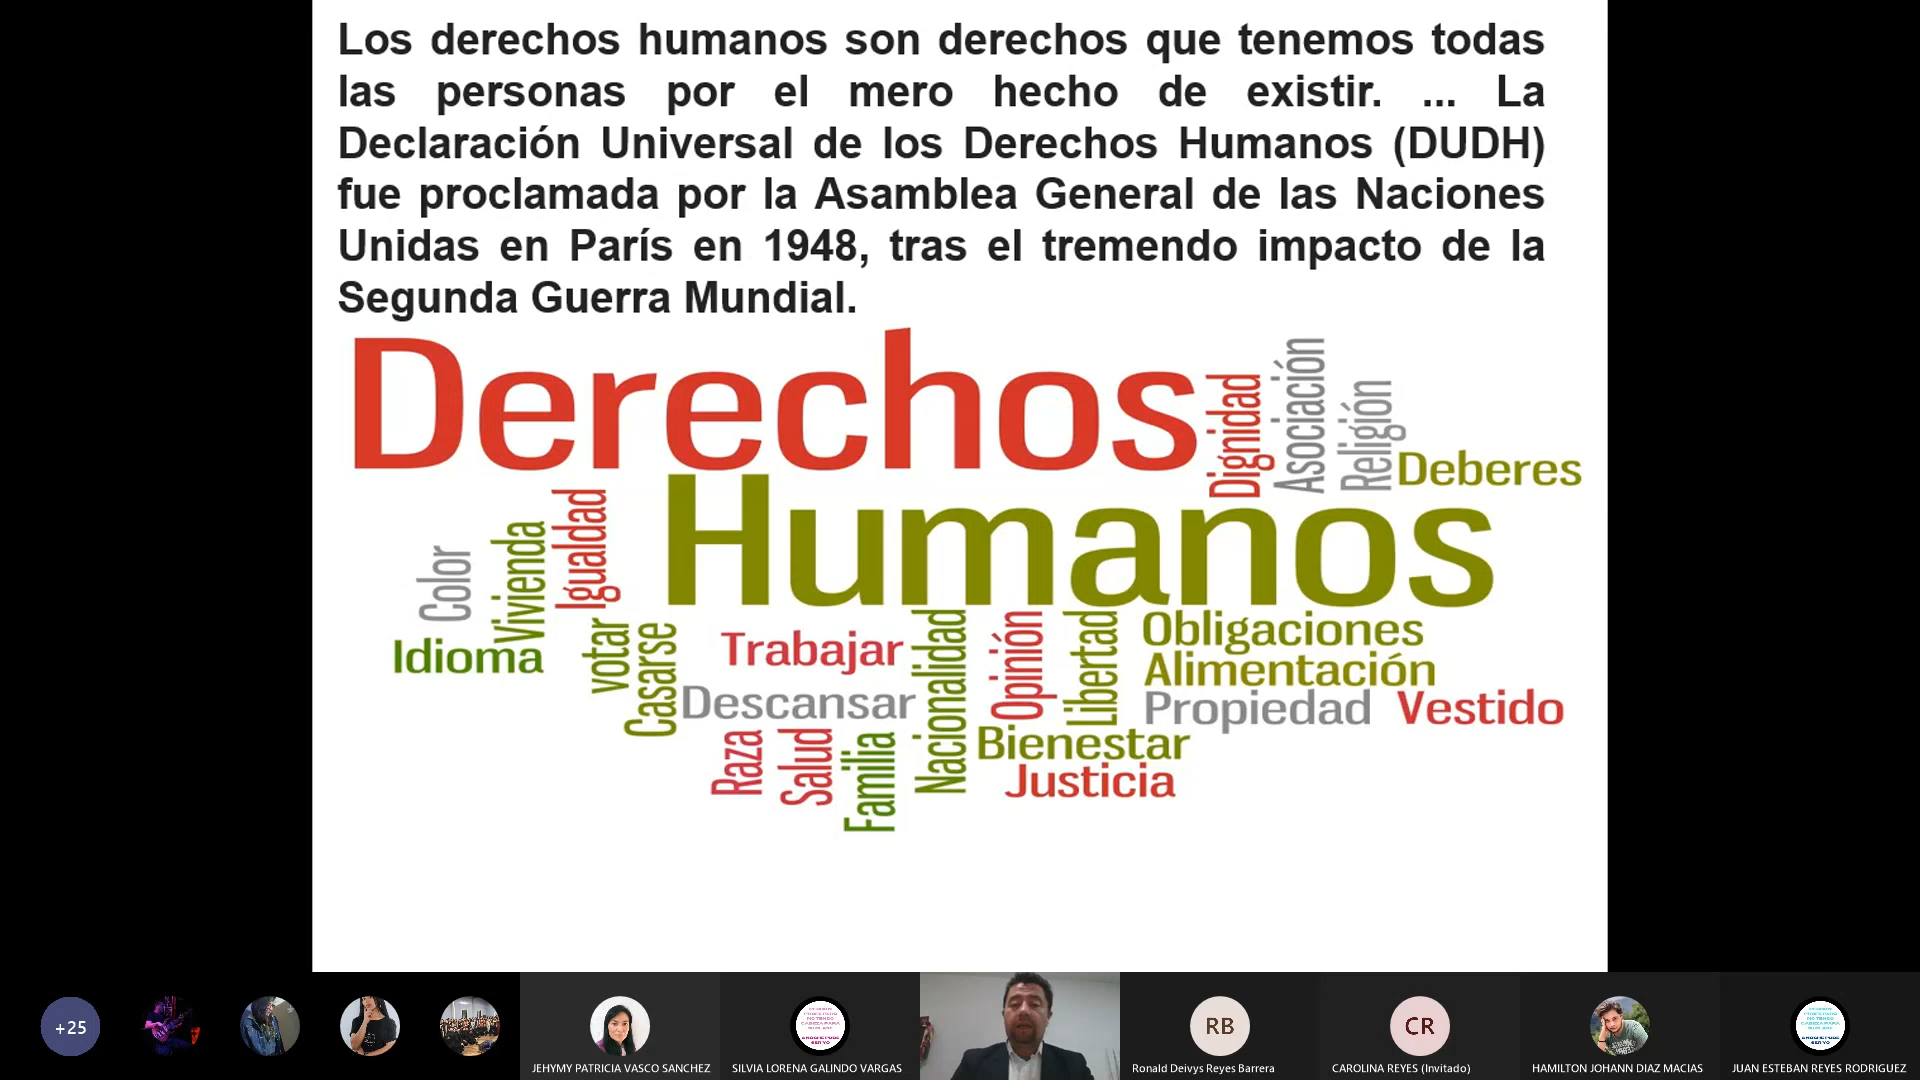 Los derechos humanos son derechos que tenemos todas
las personas por el mero hecho de existir. ... La
Declaración Universal de los Derechos Humanos (DUDH)
fue proclamada por la Asamblea General de las Naciones
Unidas en París en 1948, tras el tremendo impacto de la
Segunda Guerra Mundial.
Derechos
Dignidad
Asociación
Religión
Deberes
Humanos
Color
Vivienda
Igualdad
Idioma
votar
Casarse
Trabajar
Descansar
Nacionalidad
Opinión
Libertad
Obligaciones
Alimentación
Propiedad
Vestido
Raza
Salud
Familia
Bienestar
Justicia
+25
JEHYMY PATRICIA VASCO SANCHEZ
SILVIA LORENA GALINDO VARGAS
RB
Ronald Deivys Reyes Barrera
CR
CAROLINA REYES (Invitado)
HAMILTON JOHANN DIAZ MACIAS
JUAN ESTEBAN REYES RODRIGUEZ